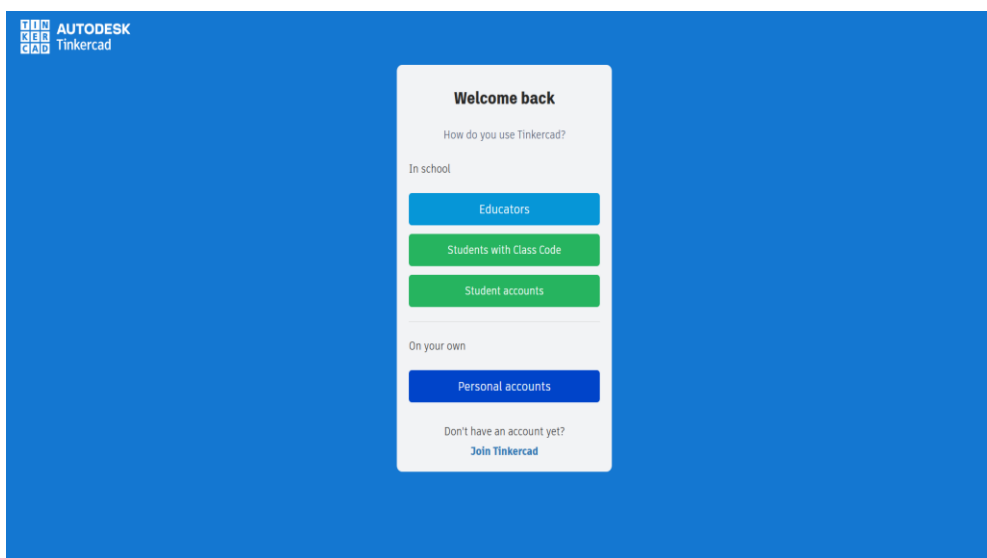 TIN
KER
CAD
AUTODESK
Tinkercad
Welcome back
How do you use Tinkercad?
In school
Educators
Students with Class Code
Student accounts
On your own
Personal accounts
Don't have an account yet?
Join Tinkercad